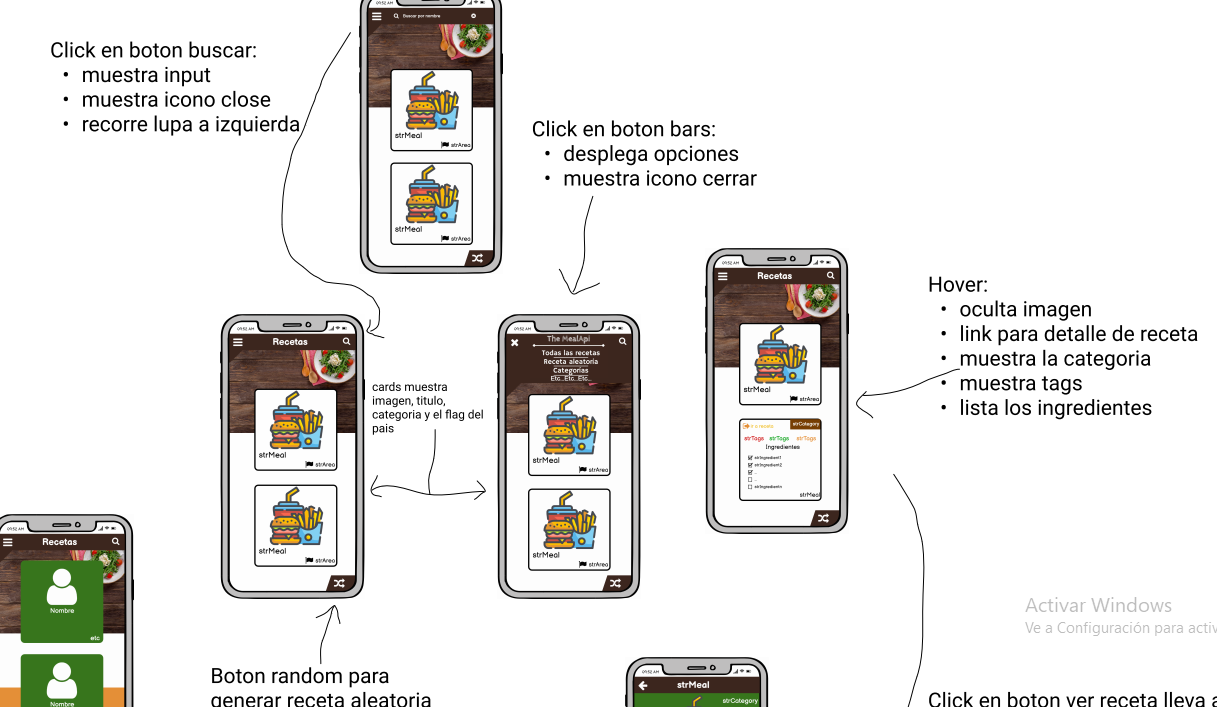 Click en boton buscar:
• muestra input
• muestra icono close
• recorre lupa a izquierda
09:52 AM
Buscar por nombre
strMeal
strArea
strMeal
strArea
Click en boton bars:
• desplega opciones
• muestra icono cerrar
09:52 AM
Recetas
strMeal
strArea
strMeal
strArea
cards muestra
imagen, titulo,
categoria y el flag del
pais
09:52 AM
The MealApi
Todas las recetas
Receta aleatoria
Categorias
Etc..Etc..Etc..
strMeal
strArea
strMeal
strArea
09:52 AM
Recetas
strMeal
strArea
Ir a receta
strCategory
strTags strTags strTags
Ingredientes
strIngredient1
strIngredient2
..
...
strIngredientn
strMeal
Hover:
• oculta imagen
• link para detalle de receta
• muestra la categoria
• muestra tags
• lista los ingredientes
09:52 AM
Recetas
Nombre
etc
Nombre
Boton random para
generar receta aleatoria
09:52 AM
strMeal
strCategory
Activar Windows
Ve a Configuración para activ
Click en boton ver receta lleva a